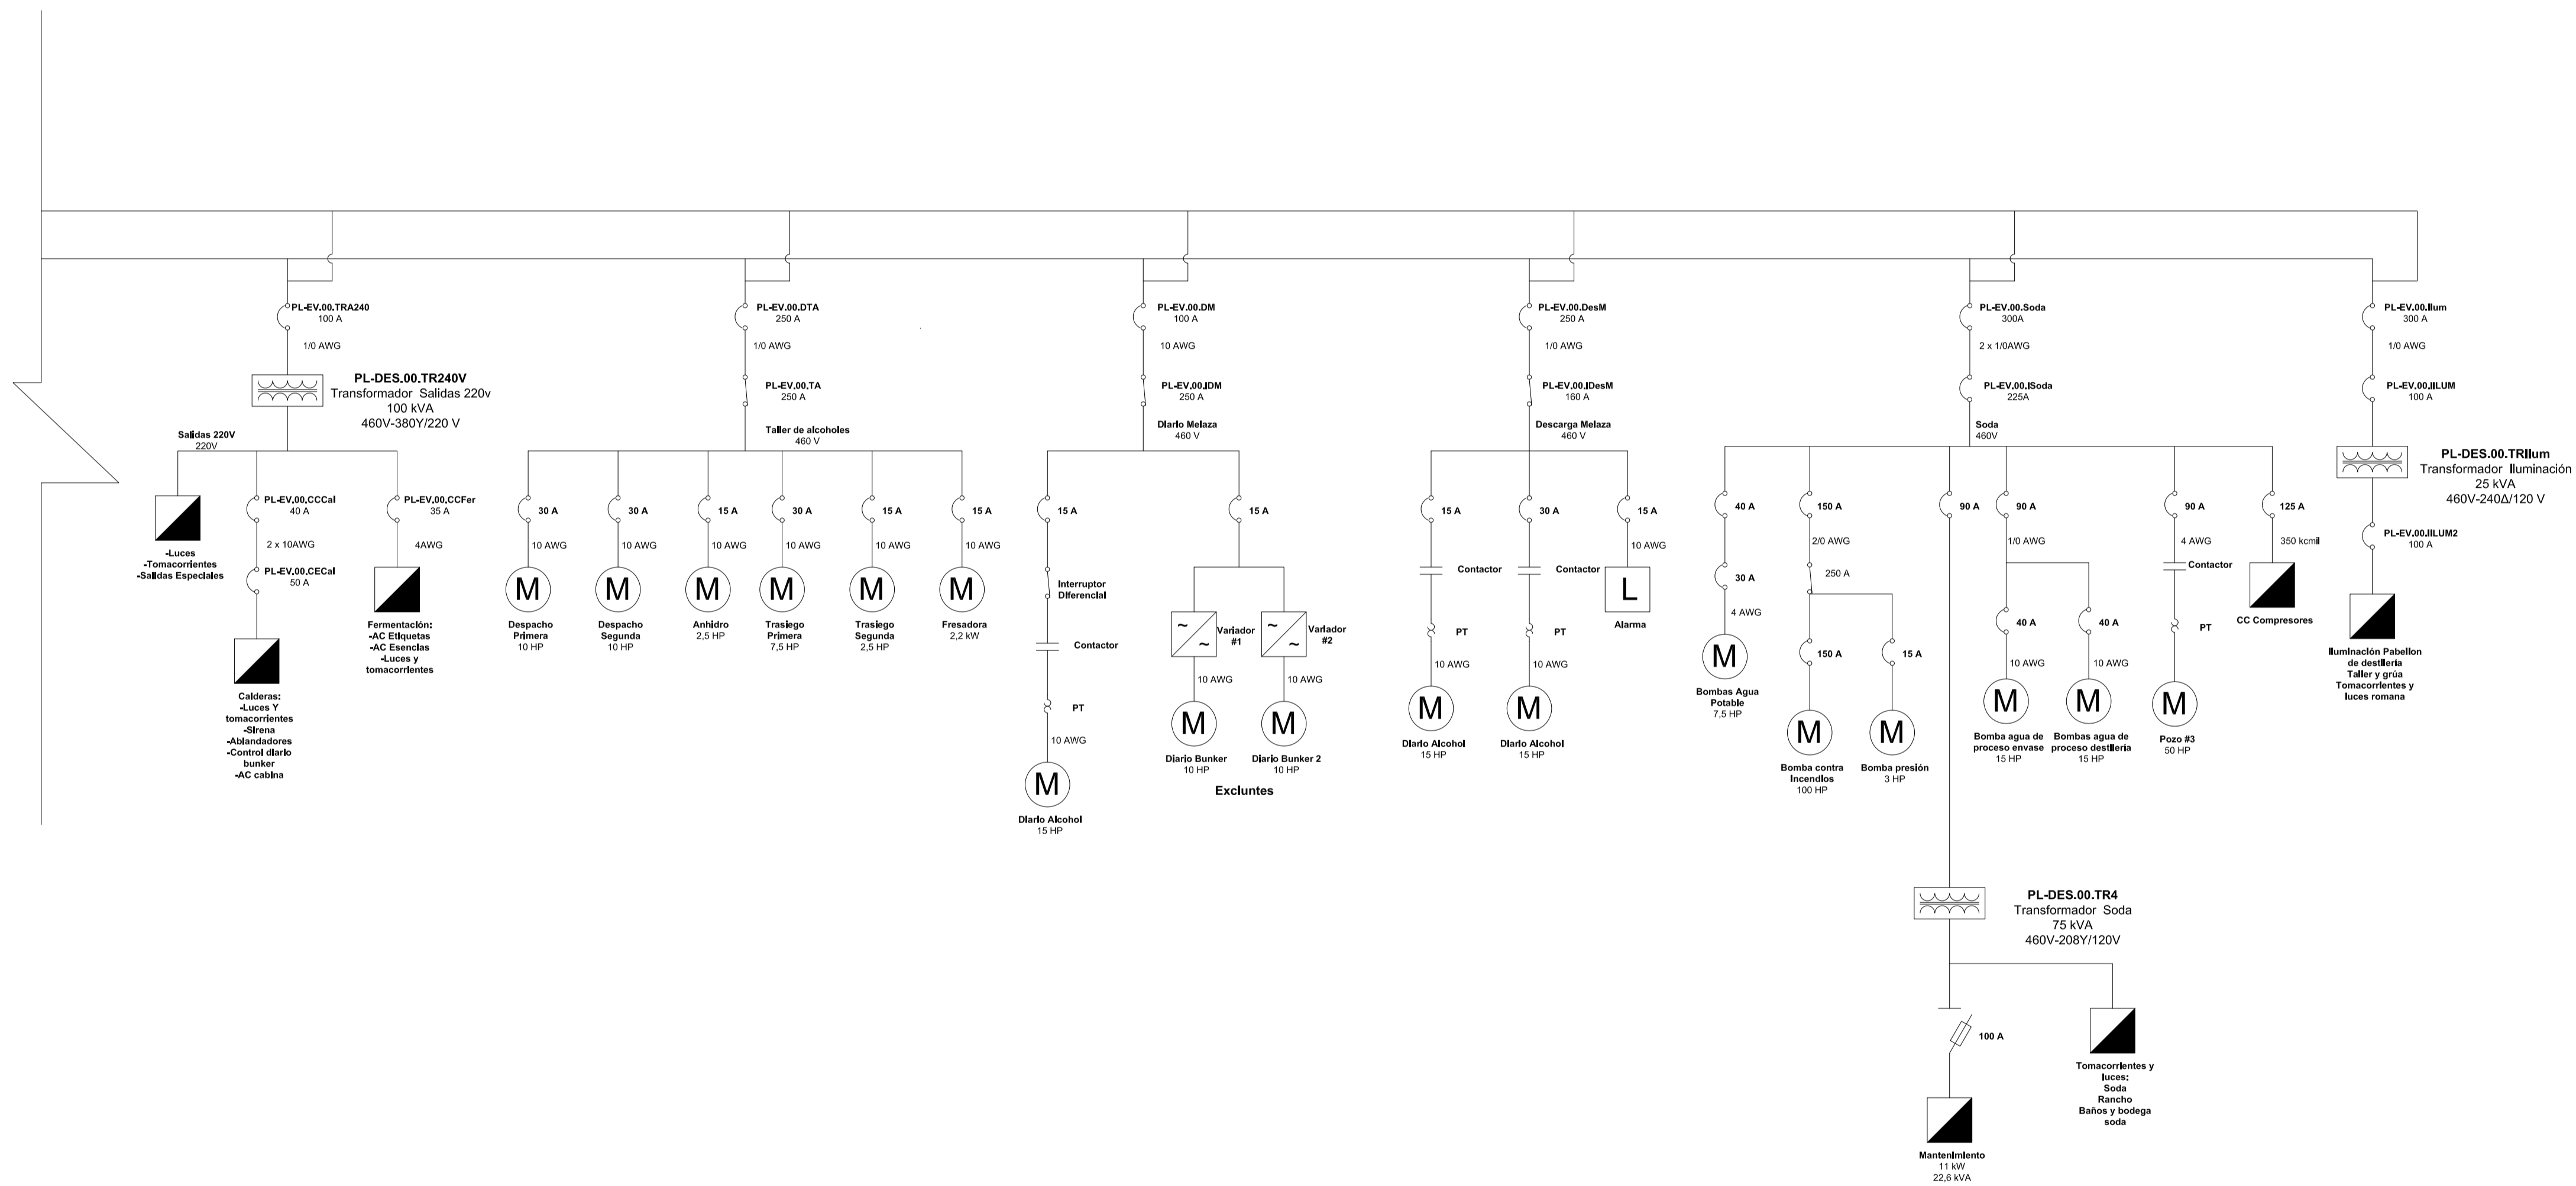 PL-EV.00.TRA240
100 A
1/0 AWG
PL-DES.00.TR240V
Transformador Salidas 220v
100 kVA
460V-380Y/220 V
Salidas 220V
220V
-Luces
-Tomacorrientes
-Salidas Especiales
PL-EV.00.CCCal
40 A
2 x 10AWG
PL-EV.00.CECal
50 A
Calderas:
-Luces Y
tomacorrientes
-Sirena
-Ablandadores
-Control diario
bunker
-AC cabina
PL-EV.00.CCFer
35 A
4AWG
Fermentación:
-AC Etiquetas
-AC Esencias
-Luces y
tomacorrientes
PL-EV.00.DTA
250 A
1/0 AWG
PL-EV.00.TA
250 A
Taller de alcoholes
460 V
30 A
10 AWG
M
Despacho
Primera
10 HP
30 A
10 AWG
M
Despacho
Segunda
10 HP
15 A
10 AWG
M
Anhidro
2,5 HP
30 A
10 AWG
M
Trasiego
Primera
7,5 HP
15 A
10 AWG
M
Trasiego
Segunda
2,5 HP
15 A
10 AWG
M
Fresadora
2,2 kW
PL-EV.00.DM
100 A
10 AWG
PL-EV.00.IDM
250 A
Diario Melaza
460 V
15 A
Interruptor
Diferencial
Contactor
PT
10 AWG
M
Diario Alcohol
15 HP
15 A
~
~
Variador
#1
10 AWG
M
Diario Bunker
10 HP
~
~
Variador
#2
10 AWG
M
Diario Bunker 2
10 HP
Excluntes
PL-EV.00.DesM
250 A
1/0 AWG
PL-EV.00.IDesM
160 A
Descarga Melaza
460 V
15 A
Contactor
PT
10 AWG
M
Diario Alcohol
15 HP
30 A
Contactor
PT
10 AWG
M
Diario Alcohol
15 HP
15 A
10 AWG
L
Alarma
PL-EV.00.Soda
300A
2 x 1/0AWG
PL-EV.00.ISoda
225A
Soda
460V
40 A
30 A
4 AWG
M
Bombas Agua
Potable
7,5 HP
150 A
2/0 AWG
250 A
150 A
M
Bomba contra
Incendios
100 HP
15 A
M
Bomba presión
3 HP
90 A
PL-DES.00.TR4
Transformador Soda
75 kVA
460V-208Y/120V
100 A
Mantenimiento
11 kW
22,6 kVA
Tomacorrientes y
luces:
Soda
Rancho
Baños y bodega
soda
90 A
1/0 AWG
40 A
10 AWG
M
Bomba agua de
proceso envase
15 HP
40 A
10 AWG
M
Bombas agua de
proceso destilería
15 HP
90 A
4 AWG
Contactor
PT
M
Pozo #3
50 HP
125 A
350 kcmil
CC Compresores
PL-EV.00.Ilum
300 A
1/0 AWG
PL-EV.00.IILUM
100 A
PL-DES.00.TRIlum
Transformador Iluminación
25 kVA
460V-240Δ/120 V
PL-EV.00.IILUM2
100 A
Iluminación Pabellon
de destilería
Taller y grúa
Tomacorrientes y
luces romana